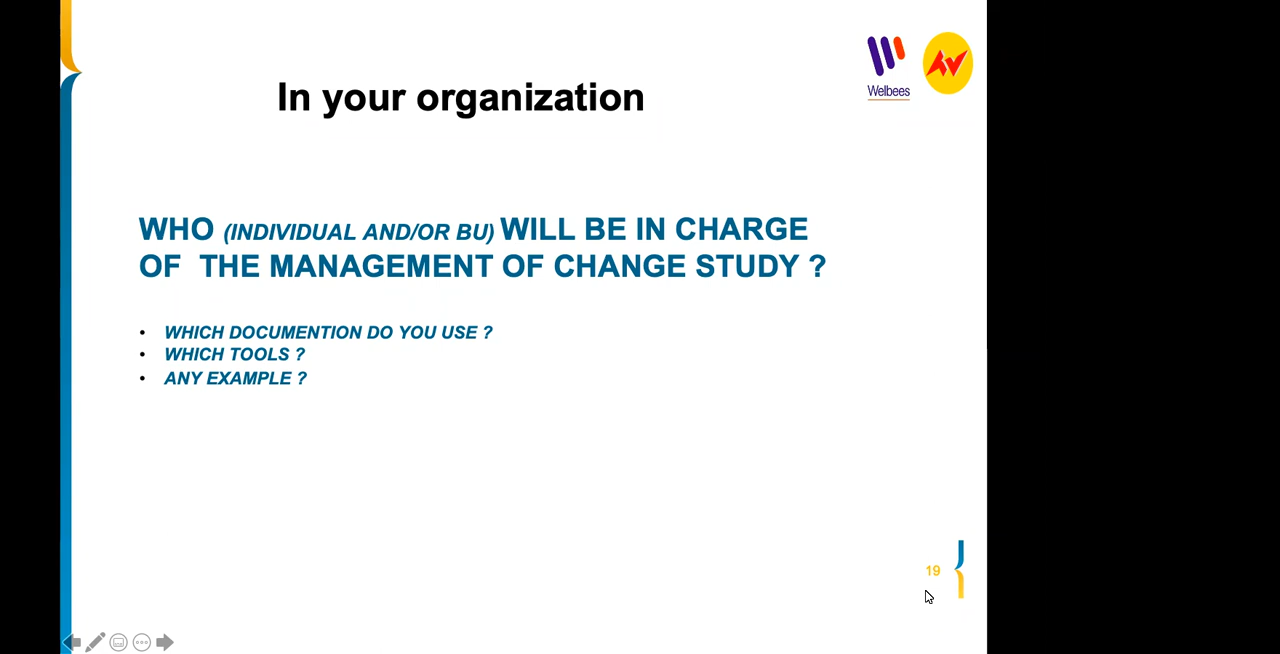 In your organization
Welbees
WHO (INDIVIDUAL AND/OR BU) WILL BE IN CHARGE
OF THE MANAGEMENT OF CHANGE STUDY ?
• WHICH DOCUMENTION DO YOU USE ?
• WHICH TOOLS ?
• ANY EXAMPLE ?
19